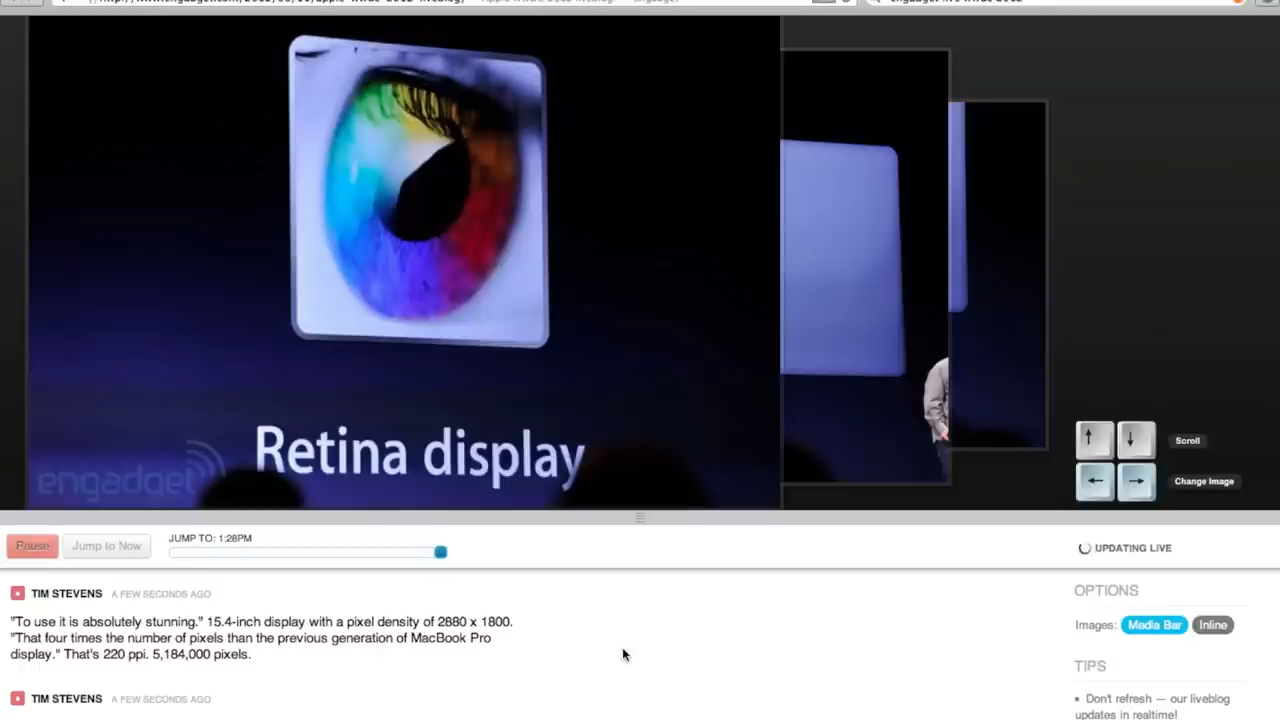 Retina display
engadget
Scroll
Change Image
Pause
Jump to Now
JUMP TO: 1:28PM
UPDATING LIVE
TIM STEVENS A FEW SECONDS AGO
"To use it is absolutely stunning." 15.4-inch display with a pixel density of 2880 x 1800.
"That four times the number of pixels than the previous generation of MacBook Pro
display." That's 220 ppi. 5,184,000 pixels.
TIM STEVENS A FEW SECONDS AGO
OPTIONS
Images: Media Bar Inline
TIPS
• Don't refresh — our liveblog
updates in realtime!